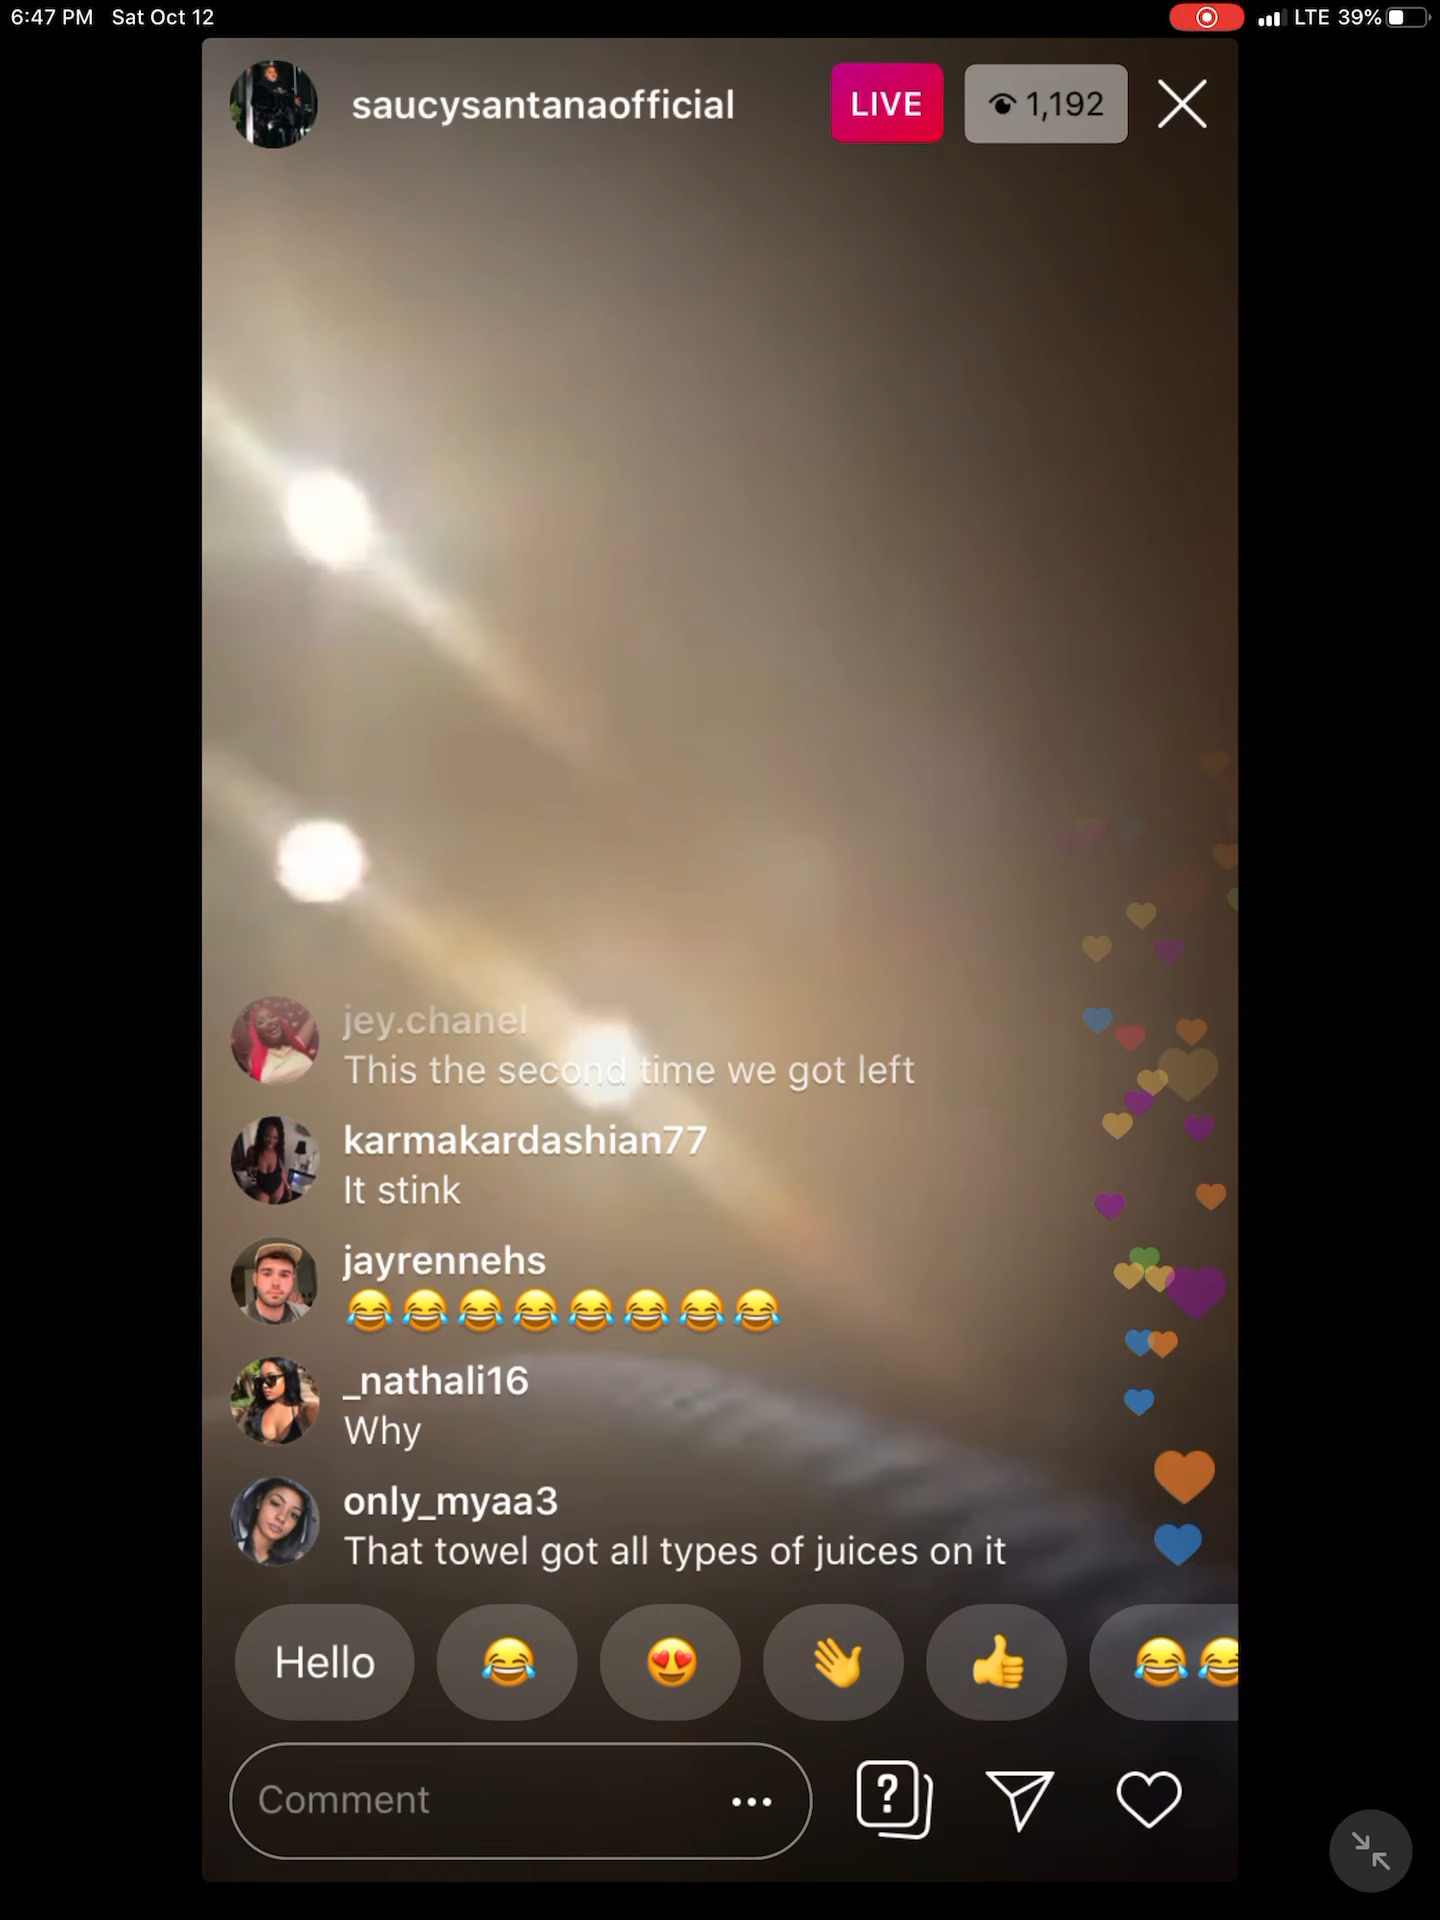 6:47 PM Sat Oct 12 LTE 39%
saucysantanaofficial LIVE 1,192
jey.chanel
This the second time we got left
karmakardashian77
It stink
jayrennehs
😂😂😂😂😂😂😂😂
_nathali16
Why
only_myaa3
That towel got all types of juices on it
Hello 😂 😍 👋 👍 😂😂
Comment ...
?